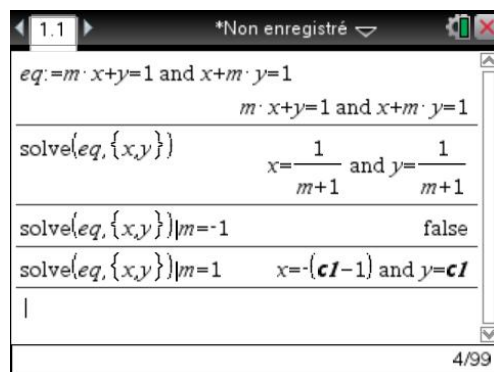 1.1 *Non enregistré
eq:=m·x+y=1 and x+m·y=1
m·x+y=1 and x+m·y=1
solve(eq,{x,y}) x=1/(m+1) and y=1/(m+1)
solve(eq,{x,y})|m=-1 false
solve(eq,{x,y})|m=1 x=-(c1-1) and y=c1
4/99